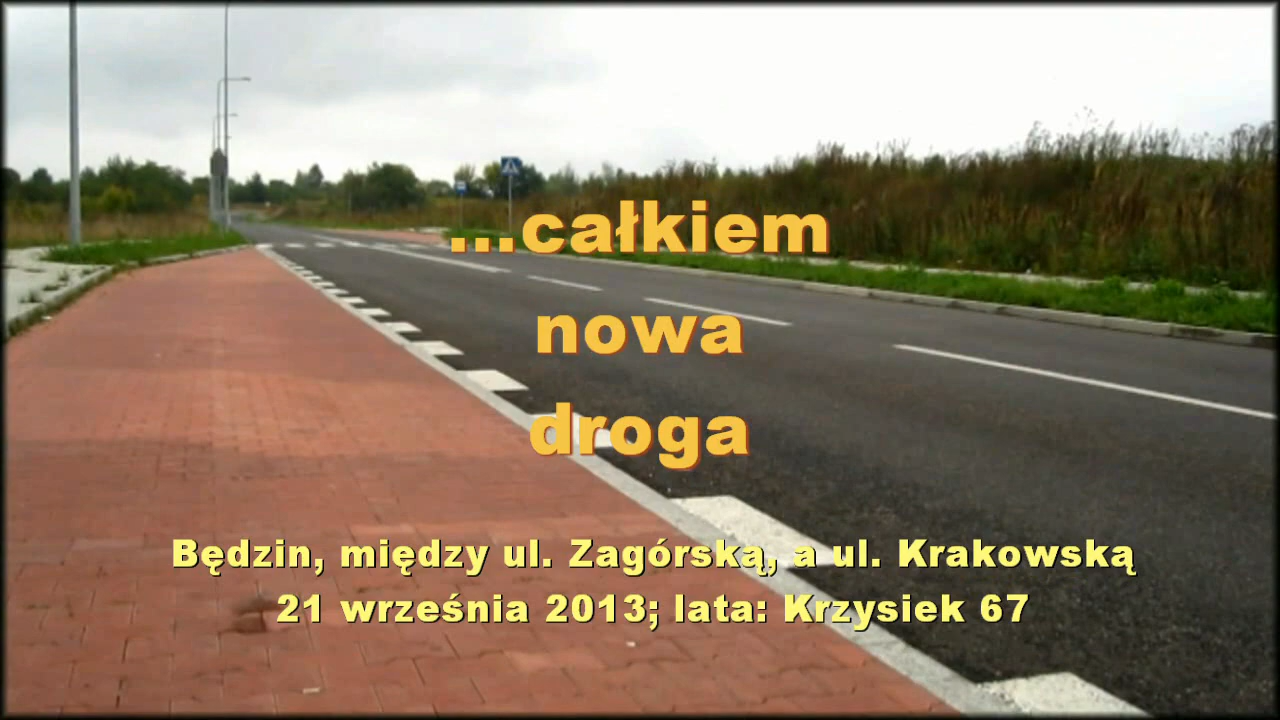 ...całkiem
nowa
droga
Będzin, między ul. Zagórską, a ul. Krakowską
21 września 2013; lata: Krzysiek 67